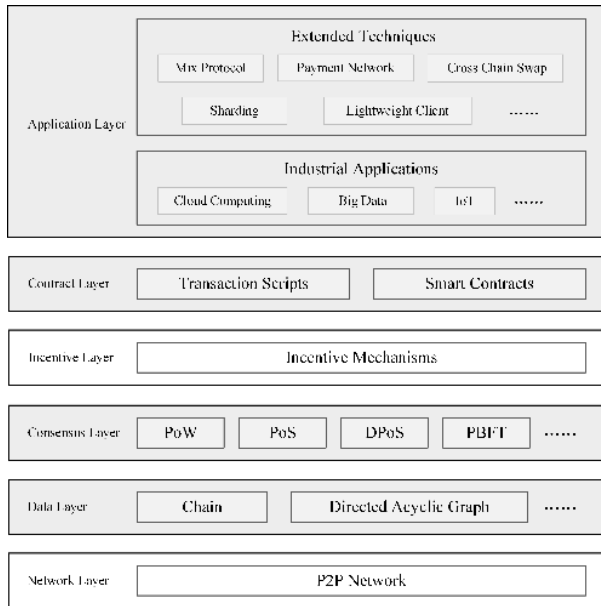 Extended Techniques
Mix Protocol Payment Network Cross Chain Swap
Sharding Lightweight Client ......
Application Layer
Industrial Applications
Cloud Computing Big Data IoT ......
Contract Layer Transaction Scripts Smart Contracts
Incentive Layer Incentive Mechanisms
Consensus Layer PoW PoS DPoS PBFT ......
Data Layer Chain Directed Acyclic Graph ......
Network Layer P2P Network